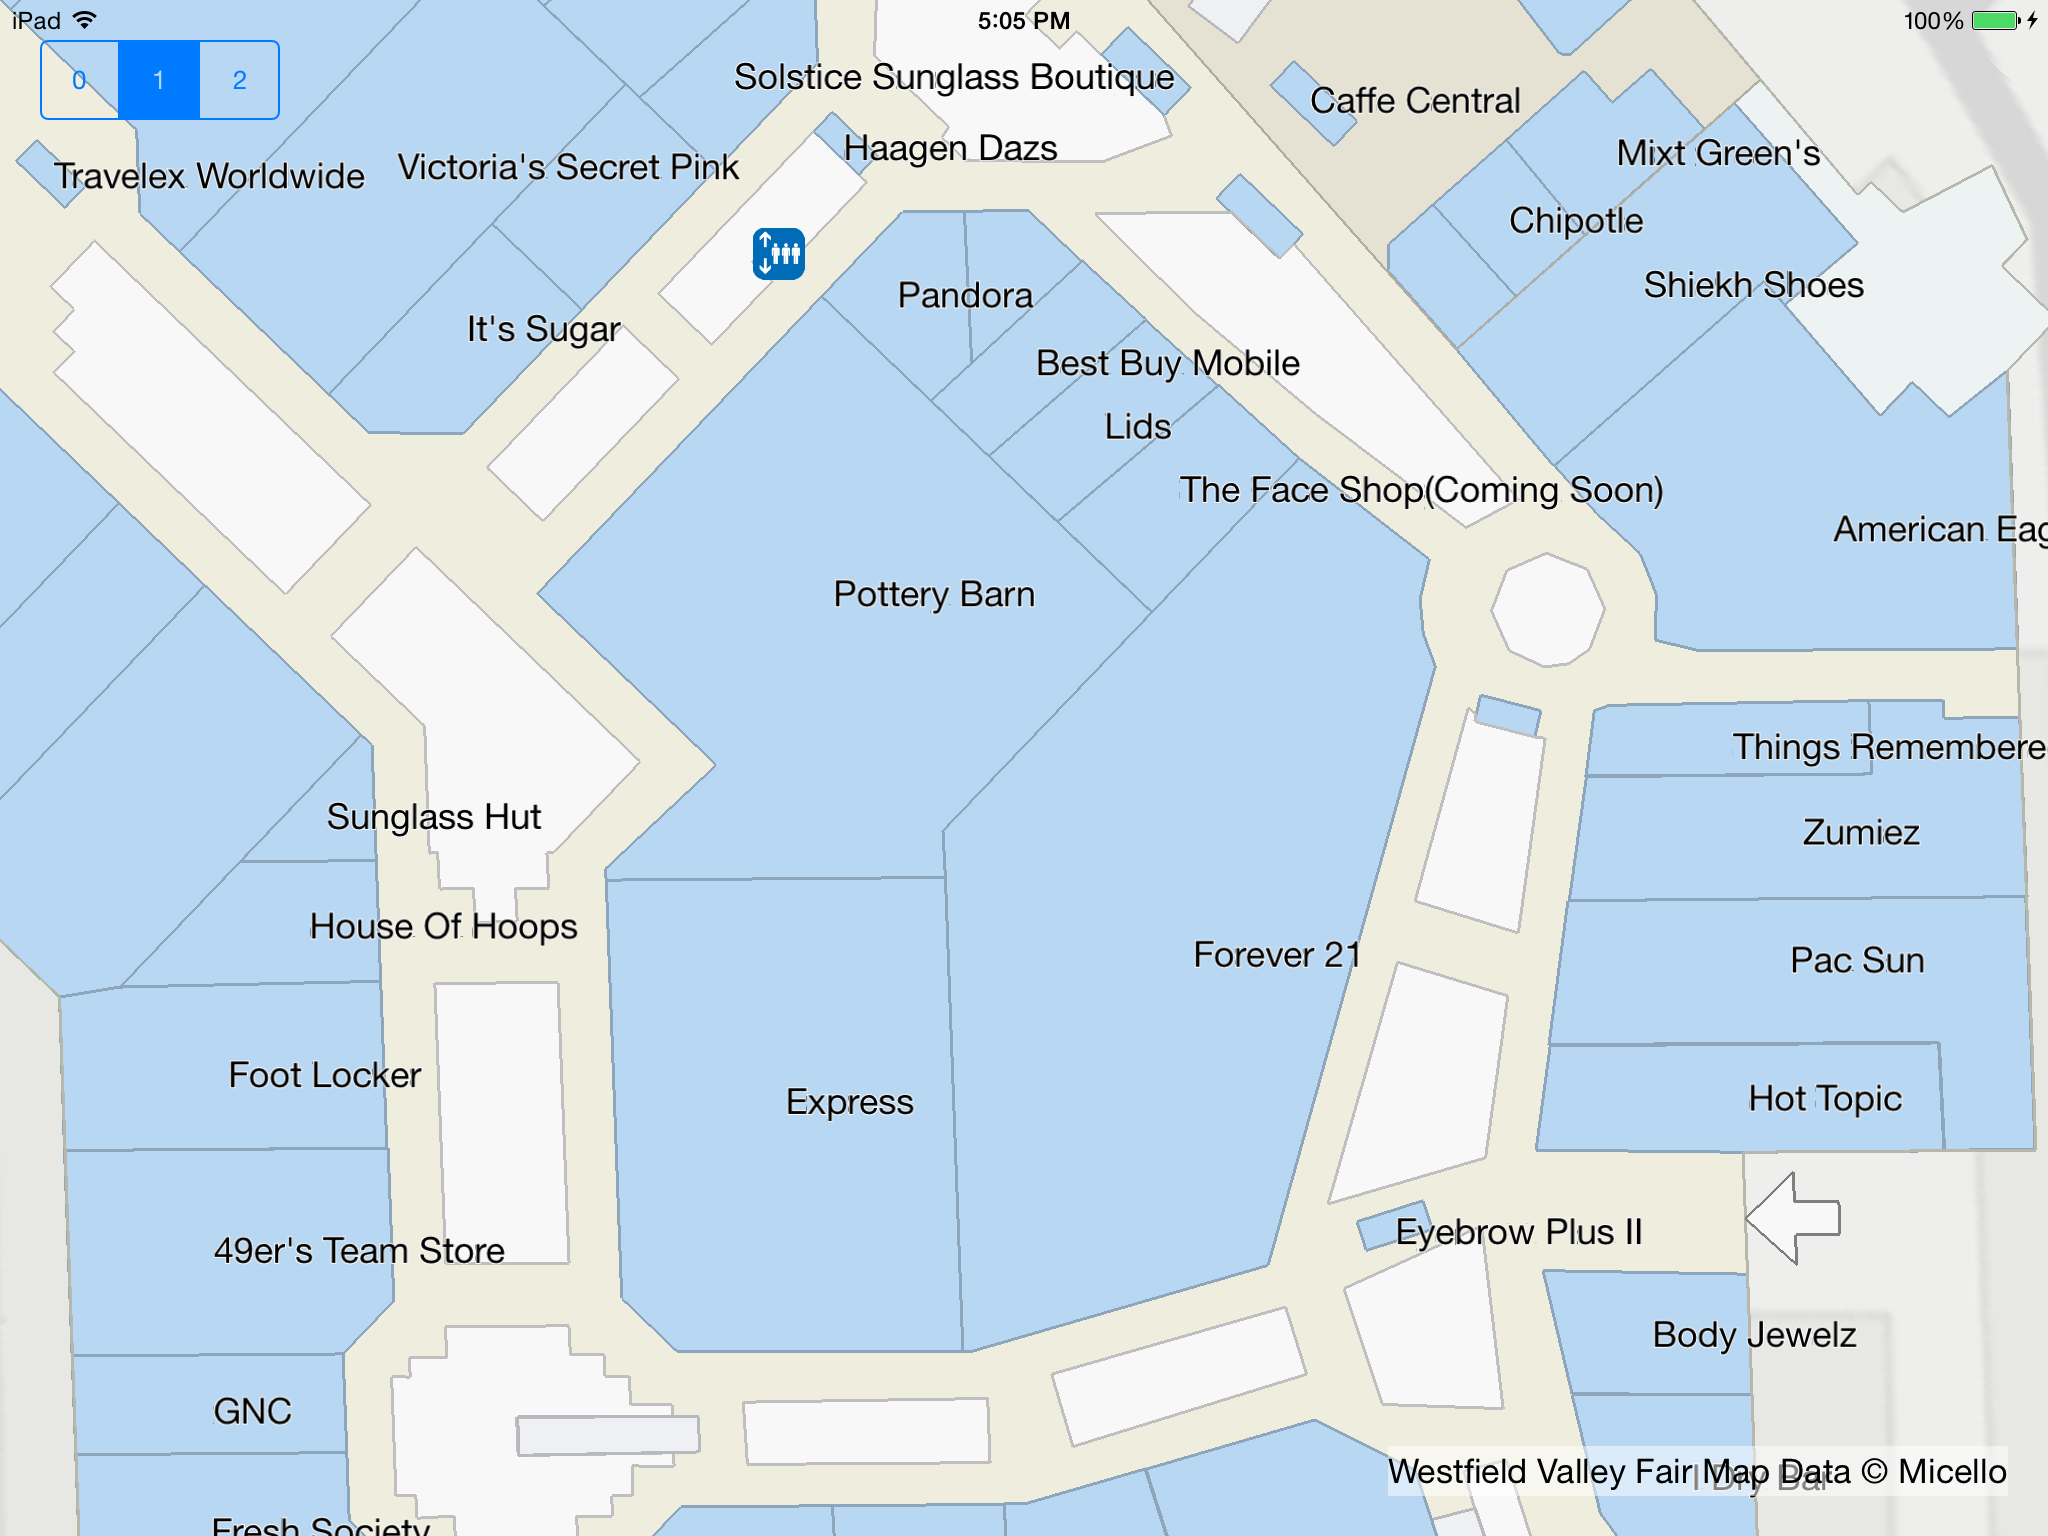 iPad
5:05 PM
100%
0 1 2
Solstice Sunglass Boutique
Caffe Central
Haagen Dazs
Mixt Green's
Travelex Worldwide
Victoria's Secret Pink
Chipotle
Shiekh Shoes
Pandora
It's Sugar
Best Buy Mobile
Lids
The Face Shop(Coming Soon)
American Eag
Pottery Barn
Things Remembere
Sunglass Hut
Zumiez
House Of Hoops
Forever 21
Pac Sun
Foot Locker
Express
Hot Topic
49er's Team Store
Eyebrow Plus II
Body Jewelz
GNC
Westfield Valley Fair Map Data © Micello
Dry Bar
Fresh Society